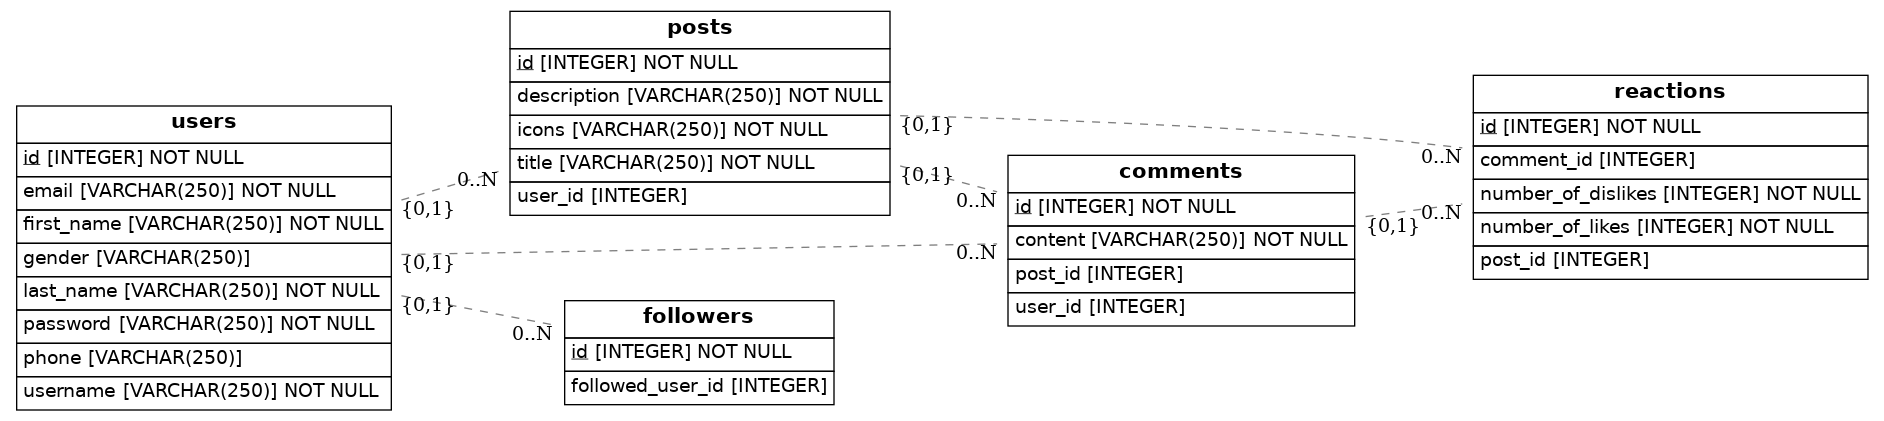 users
id [INTEGER] NOT NULL
email [VARCHAR(250)] NOT NULL
first_name [VARCHAR(250)] NOT NULL
gender [VARCHAR(250)]
last_name [VARCHAR(250)] NOT NULL
password [VARCHAR(250)] NOT NULL
phone [VARCHAR(250)]
username [VARCHAR(250)] NOT NULL
{0,1}
0..N
{0,1}
0..N
{0,1}
0..N
posts
id [INTEGER] NOT NULL
description [VARCHAR(250)] NOT NULL
icons [VARCHAR(250)] NOT NULL
title [VARCHAR(250)] NOT NULL
user_id [INTEGER]
{0,1}
0..N
{0,1}
0..N
followers
id [INTEGER] NOT NULL
followed_user_id [INTEGER]
comments
id [INTEGER] NOT NULL
content [VARCHAR(250)] NOT NULL
post_id [INTEGER]
user_id [INTEGER]
{0,1}
0..N
reactions
id [INTEGER] NOT NULL
comment_id [INTEGER]
number_of_dislikes [INTEGER] NOT NULL
number_of_likes [INTEGER] NOT NULL
post_id [INTEGER]